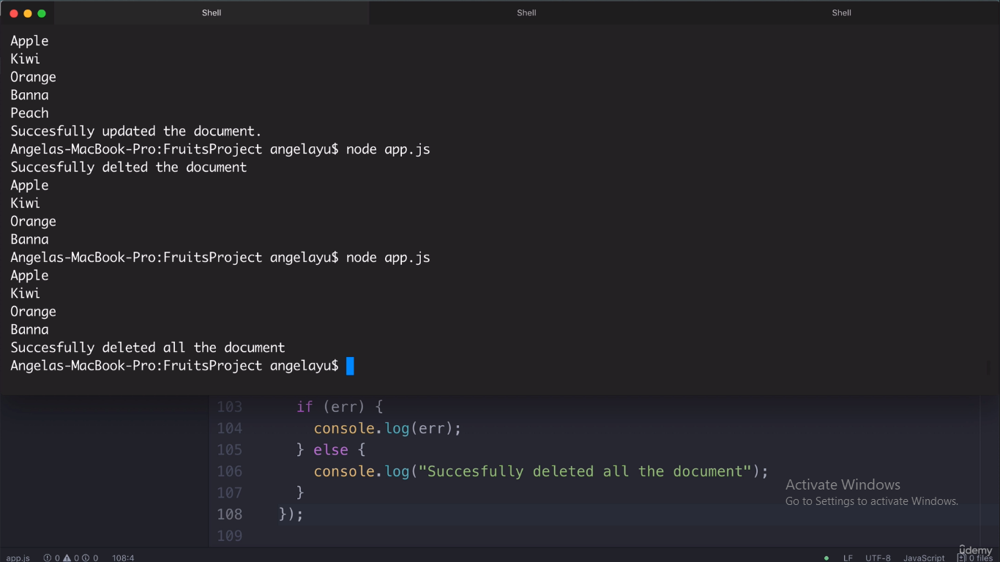 Shell Shell Shell
Apple
Kiwi
Orange
Banna
Peach
Succesfully updated the document.
Angelas-MacBook-Pro:FruitsProject angelayu$ node app.js
Succesfully delted the document
Apple
Kiwi
Orange
Banna
Angelas-MacBook-Pro:FruitsProject angelayu$ node app.js
Apple
Kiwi
Orange
Banna
Succesfully deleted all the document
Angelas-MacBook-Pro:FruitsProject angelayu$
103 if (err) {
104 console.log(err);
105 } else {
106 console.log("Succesfully deleted all the document");
107 }
108 });
109
Activate Windows
Go to Settings to activate Windows.
ûdemy
app.js 0 0 0 108:4 LF UTF-8 JavaScript 0 files